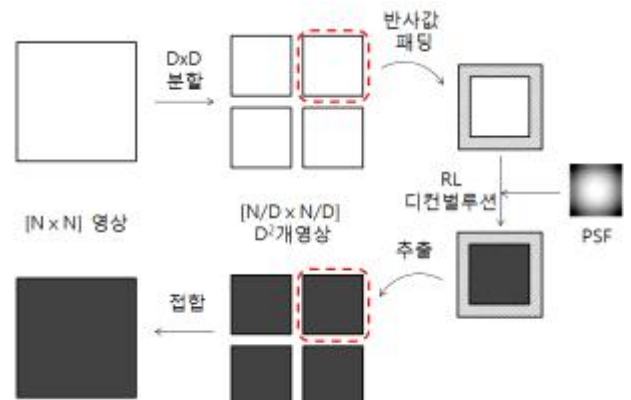 DxD
분할
반사값
패딩
RL
디컨벌루션
PSF
[N x N] 영상
[N/D x N/D]
D²개영상
추출
접합